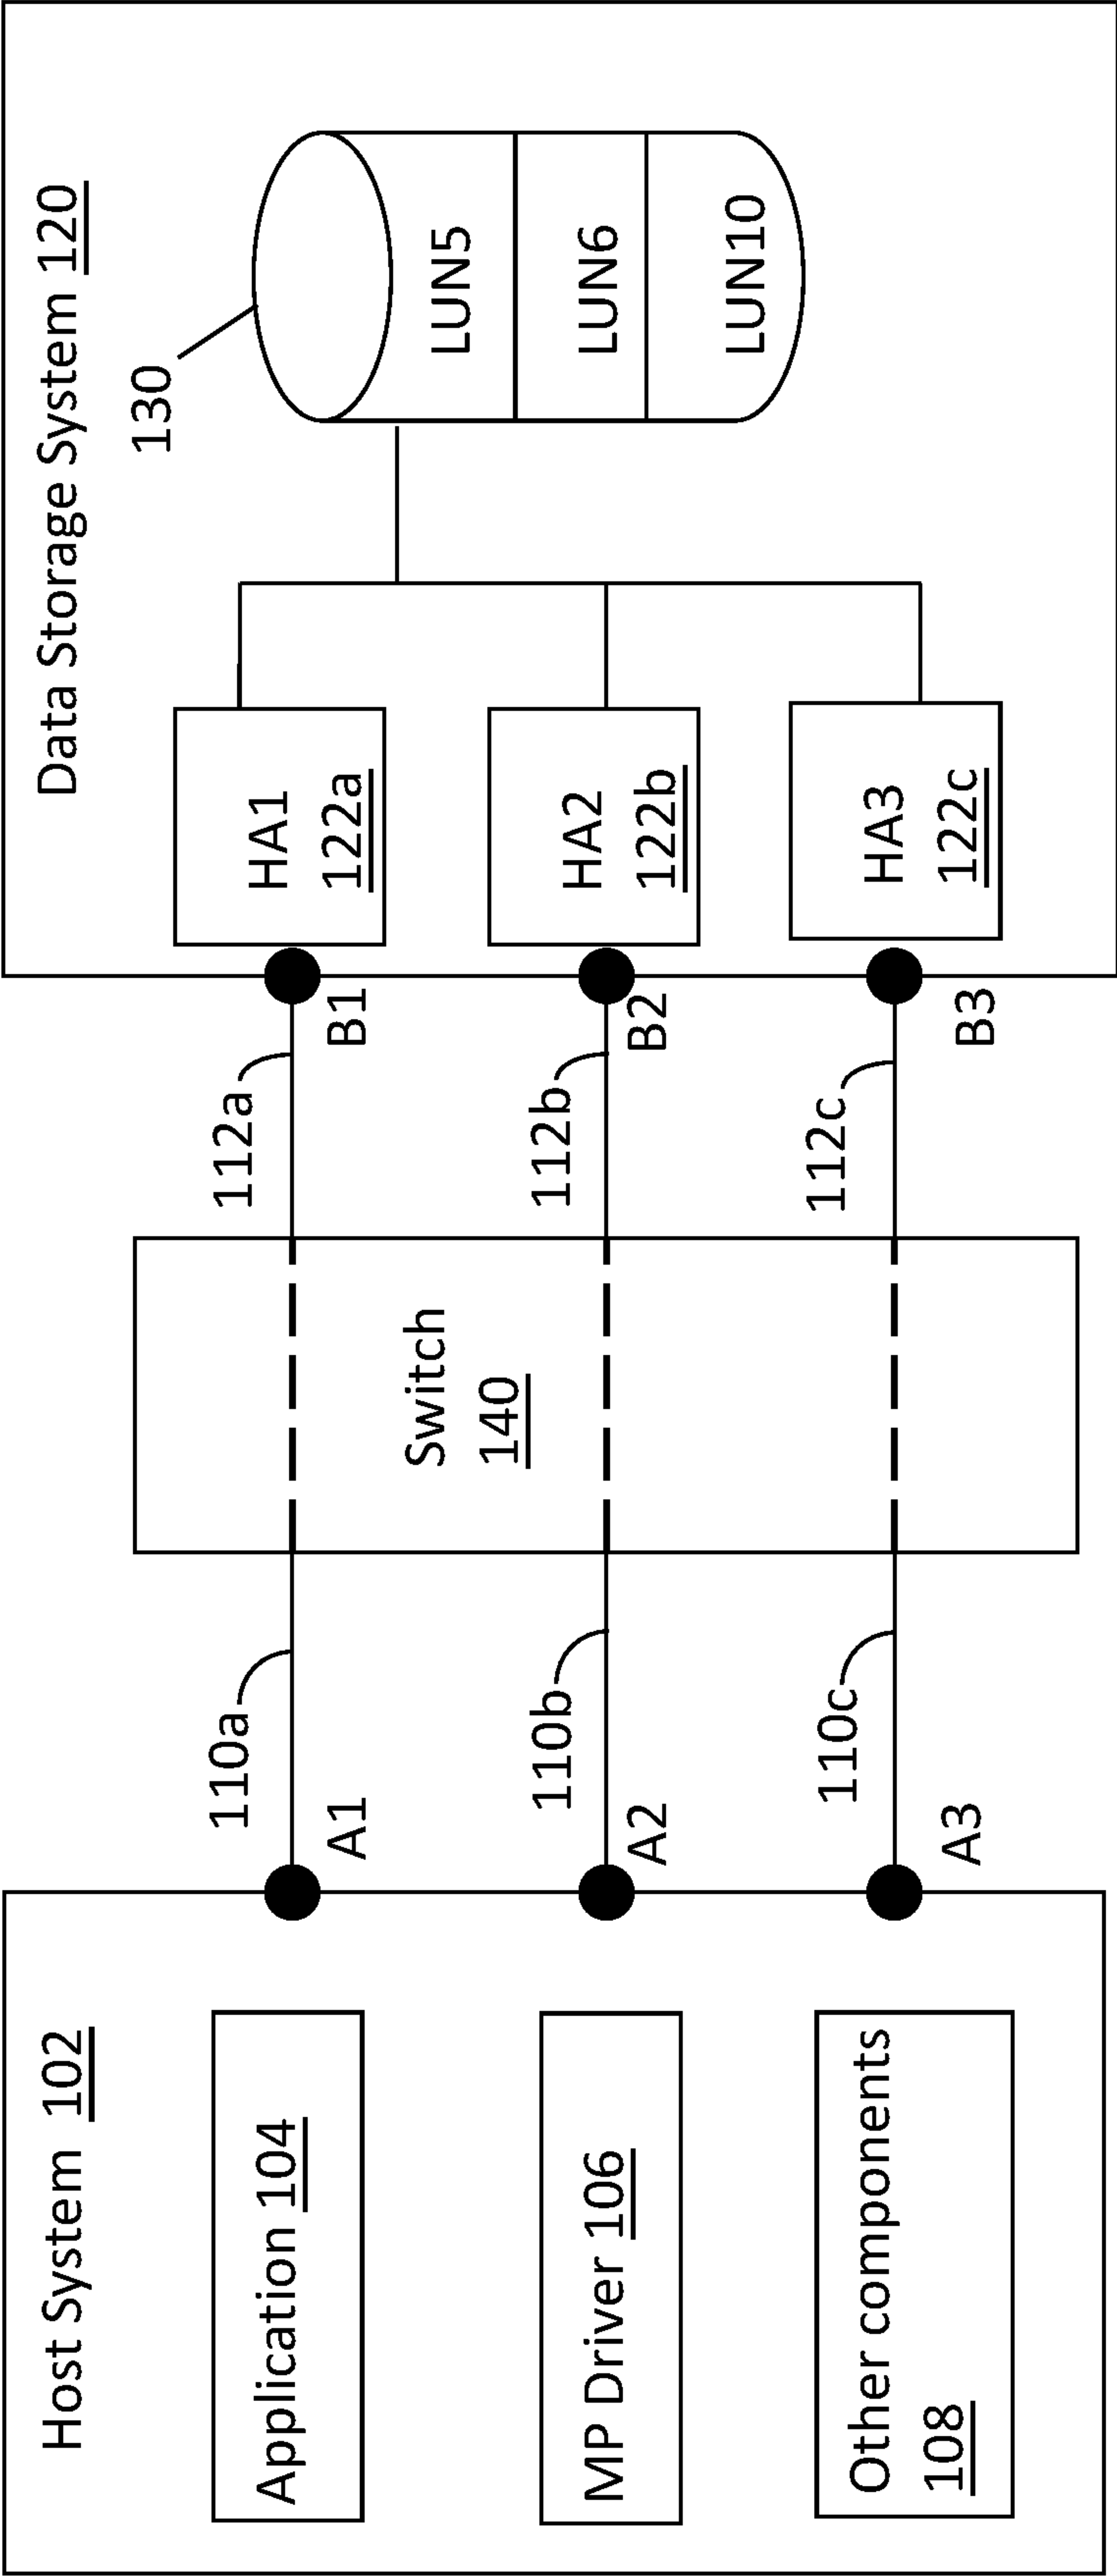 Host System 102
Application 104
MP Driver 106
Other components
108
A1
A2
A3
110a
110b
110c
Switch
140
112a
112b
112c
B1
B2
B3
Data Storage System 120
HA1
122a
HA2
122b
HA3
122c
130
LUN5
LUN6
LUN10